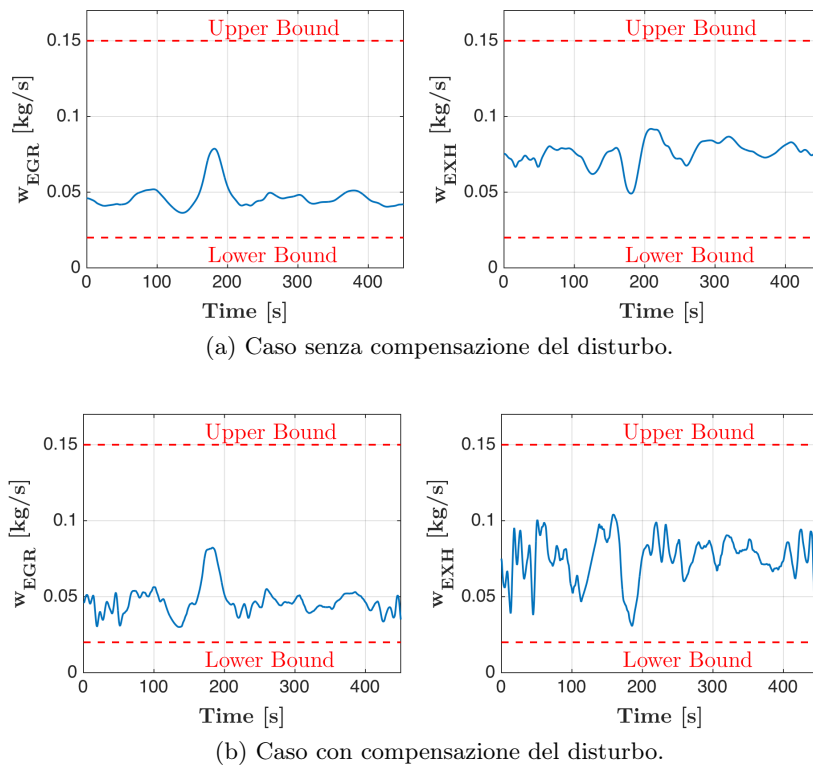 Upper Bound
0.15
0.1
0.05
0
w_EGR [kg/s]
Lower Bound
0 100 200 300 400
Time [s]
Upper Bound
0.15
0.1
0.05
0
w_EXH [kg/s]
Lower Bound
0 100 200 300 400
Time [s]
(a) Caso senza compensazione del disturbo.
Upper Bound
0.15
0.1
0.05
0
w_EGR [kg/s]
Lower Bound
0 100 200 300 400
Time [s]
Upper Bound
0.15
0.1
0.05
0
w_EXH [kg/s]
Lower Bound
0 100 200 300 400
Time [s]
(b) Caso con compensazione del disturbo.